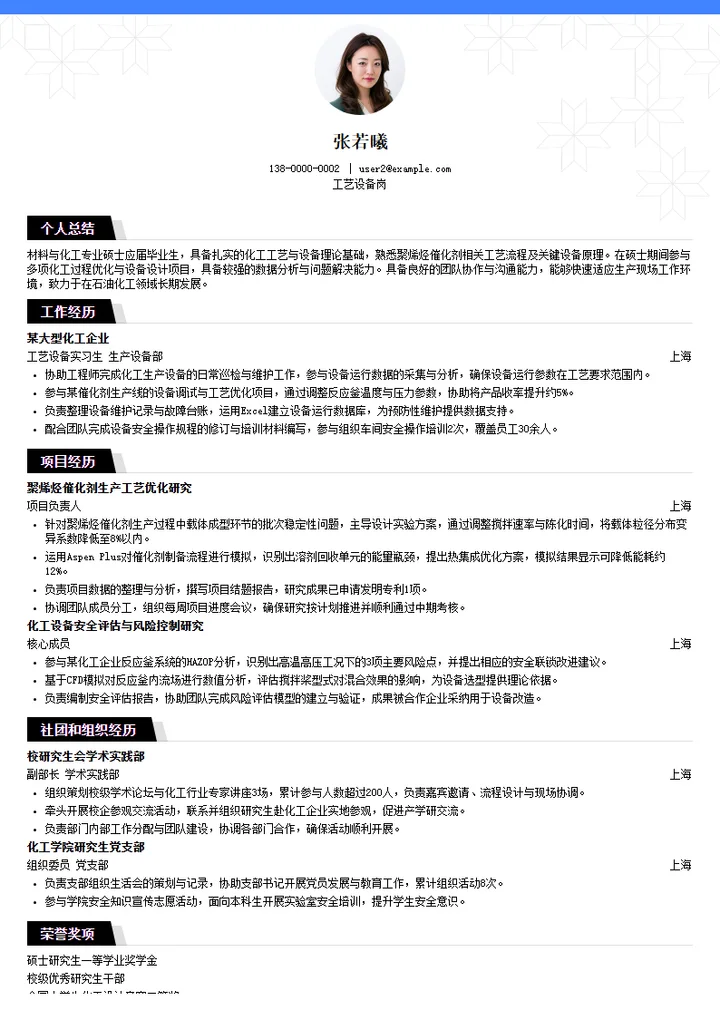 张若曦
138-0000-0002 | user2@example.com
工艺设备岗
个人总结
材料与化工专业硕士应届毕业生，具备扎实的化工工艺与设备理论基础，熟悉聚烯烃催化剂相关工艺流程及关键设备原理。在硕士期间参与
多项化工过程优化与设备设计项目，具备较强的数据分析与问题解决能力。具备良好的团队协作与沟通能力，能够快速适应生产现场工作环
境，致力于在石油化工领域长期发展。
工作经历
某大型化工企业
工艺设备实习生 生产设备部 上海
• 协助工程师完成化工生产设备的日常巡检与维护工作，参与设备运行数据的采集与分析，确保设备运行参数在工艺要求范围内。
• 参与某催化剂生产线的设备调试与工艺优化项目，通过调整反应釜温度与压力参数，协助将产品收率提升约5%。
• 负责整理设备维护记录与故障台账，运用Excel建立设备运行数据库，为预防性维护提供数据支持。
• 配合团队完成设备安全操作规程的修订与培训材料编写，参与组织车间安全操作培训2次，覆盖员工30余人。
项目经历
聚烯烃催化剂生产工艺优化研究
项目负责人 上海
• 针对聚烯烃催化剂生产过程中载体成型环节的批次稳定性问题，主导设计实验方案，通过调整搅拌速率与陈化时间，将载体粒径分布变
异系数降低至8%以内。
• 运用Aspen Plus对催化剂制备流程进行模拟，识别出溶剂回收单元的能量瓶颈，提出热集成优化方案，模拟结果显示可降低能耗约
12%。
• 负责项目数据的整理与分析，撰写项目结题报告，研究成果已申请发明专利1项。
• 协调团队成员分工，组织每周项目进度会议，确保研究按计划推进并顺利通过中期考核。
化工设备安全评估与风险控制研究
核心成员 上海
• 参与某化工企业反应釜系统的HAZOP分析，识别出高温高压工况下的3项主要风险点，并提出相应的安全联锁改进建议。
• 基于CFD模拟对反应釜内流场进行数值分析，评估搅拌桨型式对混合效果的影响，为设备选型提供理论依据。
• 负责编制安全评估报告，协助团队完成风险评估模型的建立与验证，成果被合作企业采纳用于设备改造。
社团和组织经历
校研究生会学术实践部
副部长 学术实践部 上海
• 组织策划校级学术论坛与化工行业专家讲座3场，累计参与人数超过200人，负责嘉宾邀请、流程设计与现场协调。
• 牵头开展校企参观交流活动，联系并组织研究生赴化工企业实地参观，促进产学研交流。
• 负责部门内部工作分配与团队建设，协调各部门合作，确保活动顺利开展。
化工学院研究生党支部
组织委员 党支部 上海
• 负责支部组织生活会的策划与记录，协助支部书记开展党员发展与教育工作，累计组织活动8次。
• 参与学院安全知识宣传志愿活动，面向本科生开展实验室安全培训，提升学生安全意识。
荣誉奖项
硕士研究生一等学业奖学金
校级优秀研究生干部